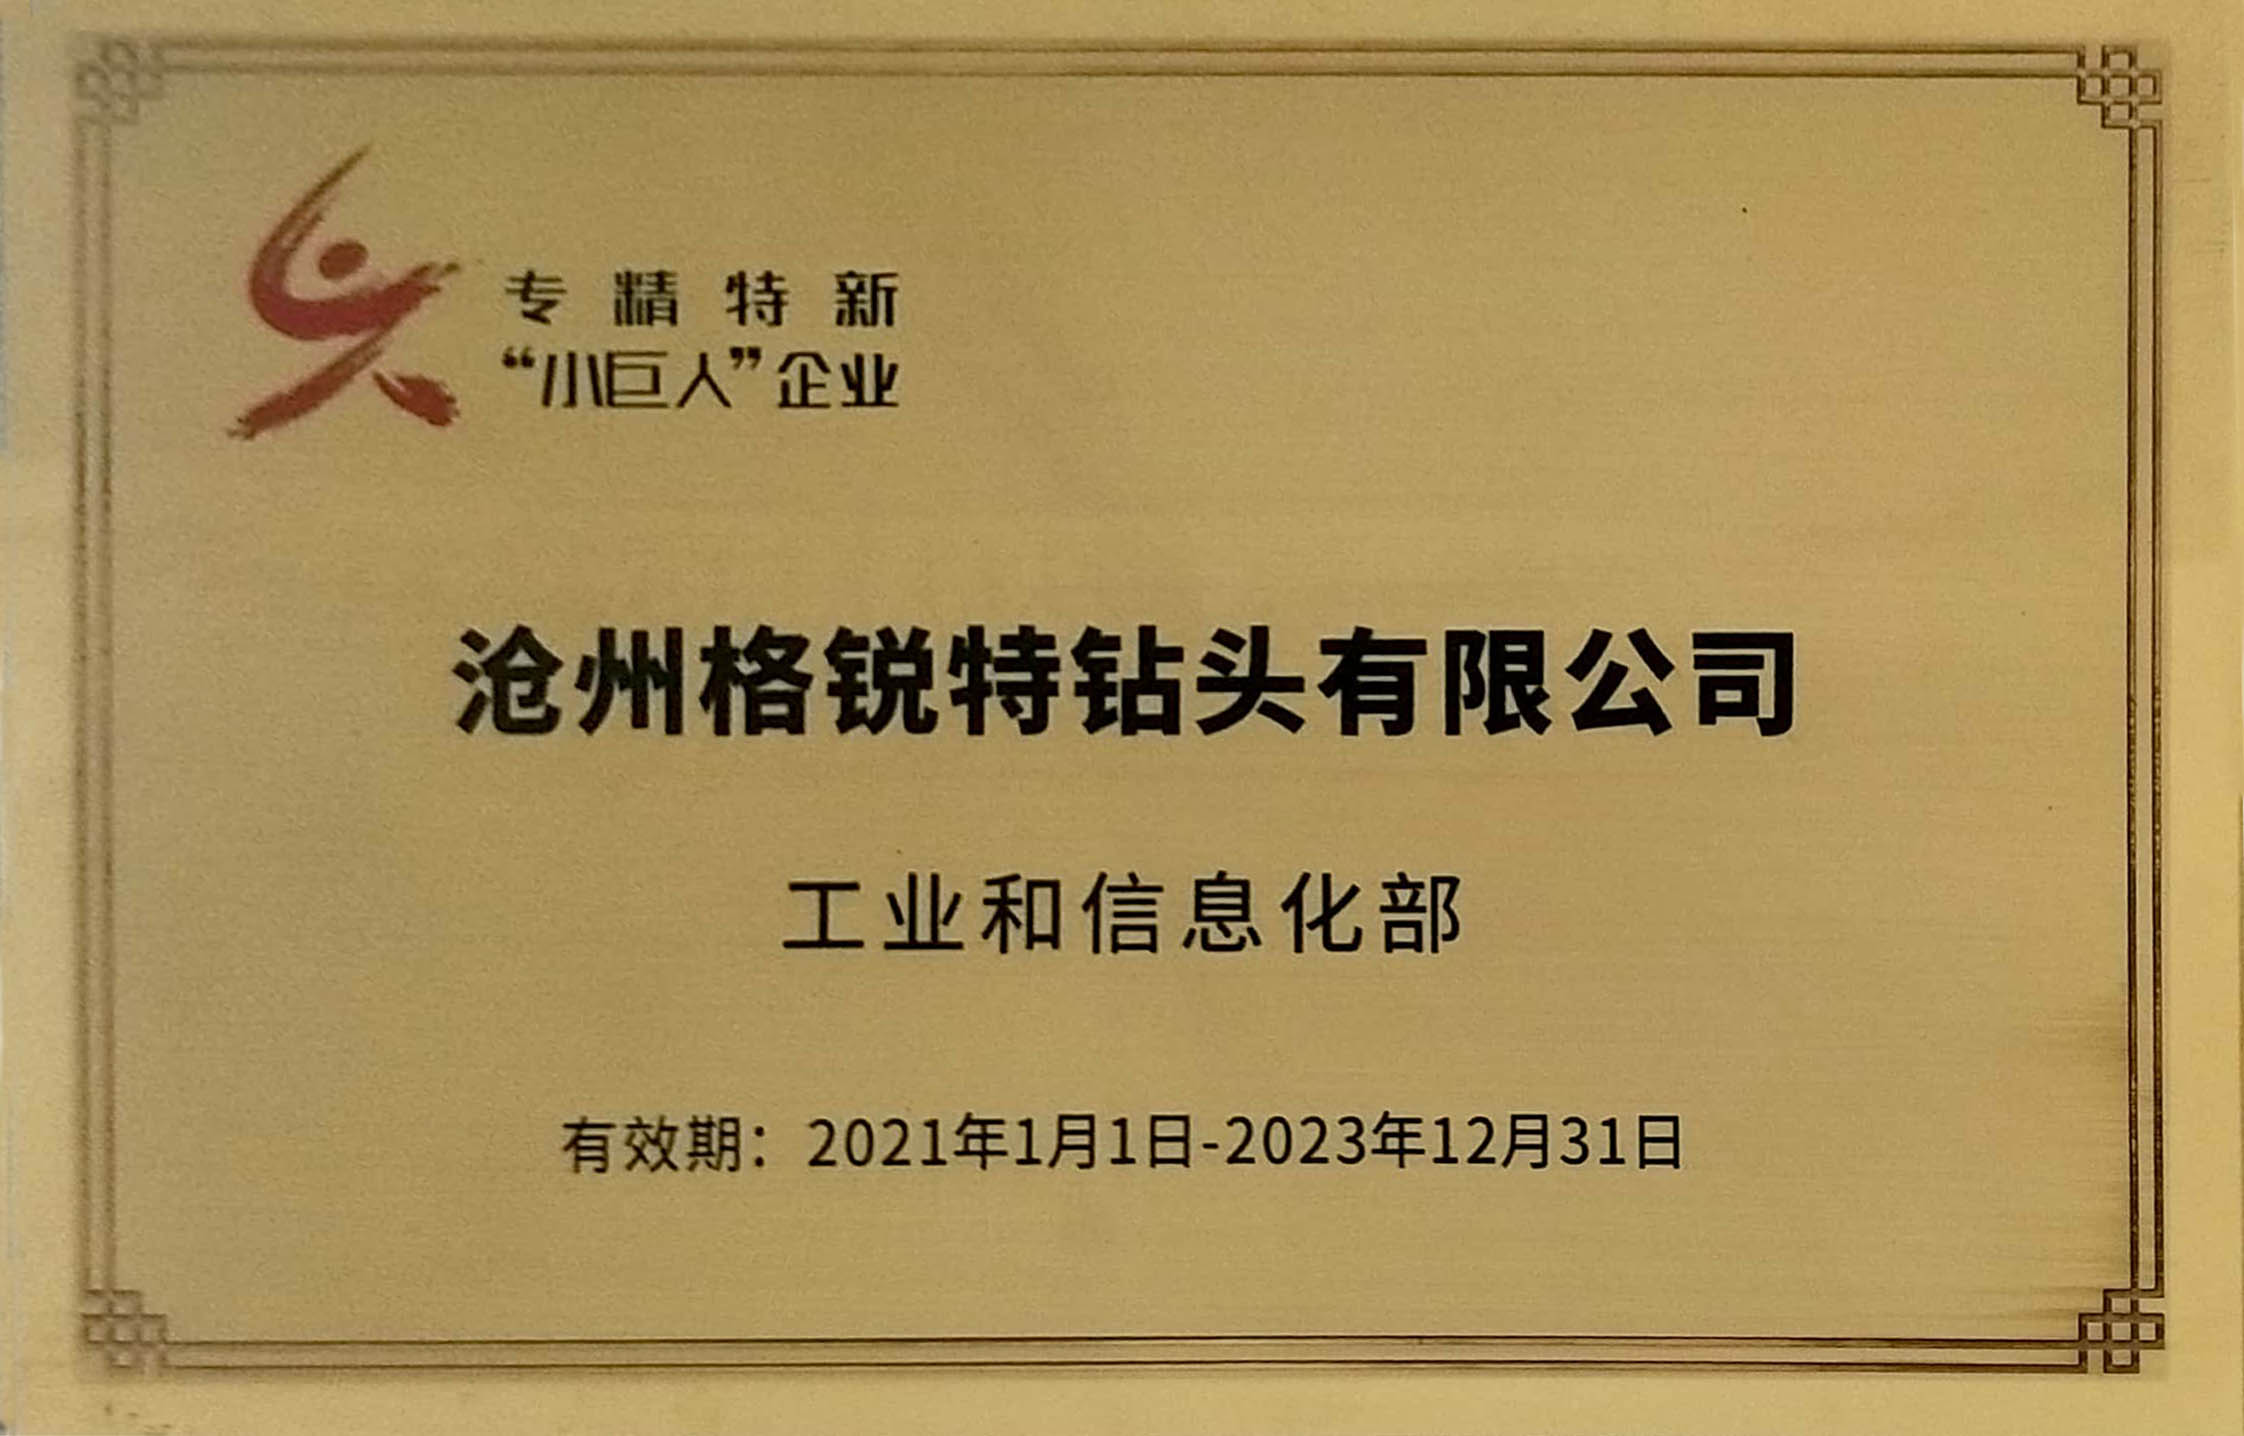 专精特新
“小巨人”企业
沧州格锐特钻头有限公司
工业和信息化部
有效期：2021年1月1日-2023年12月31日